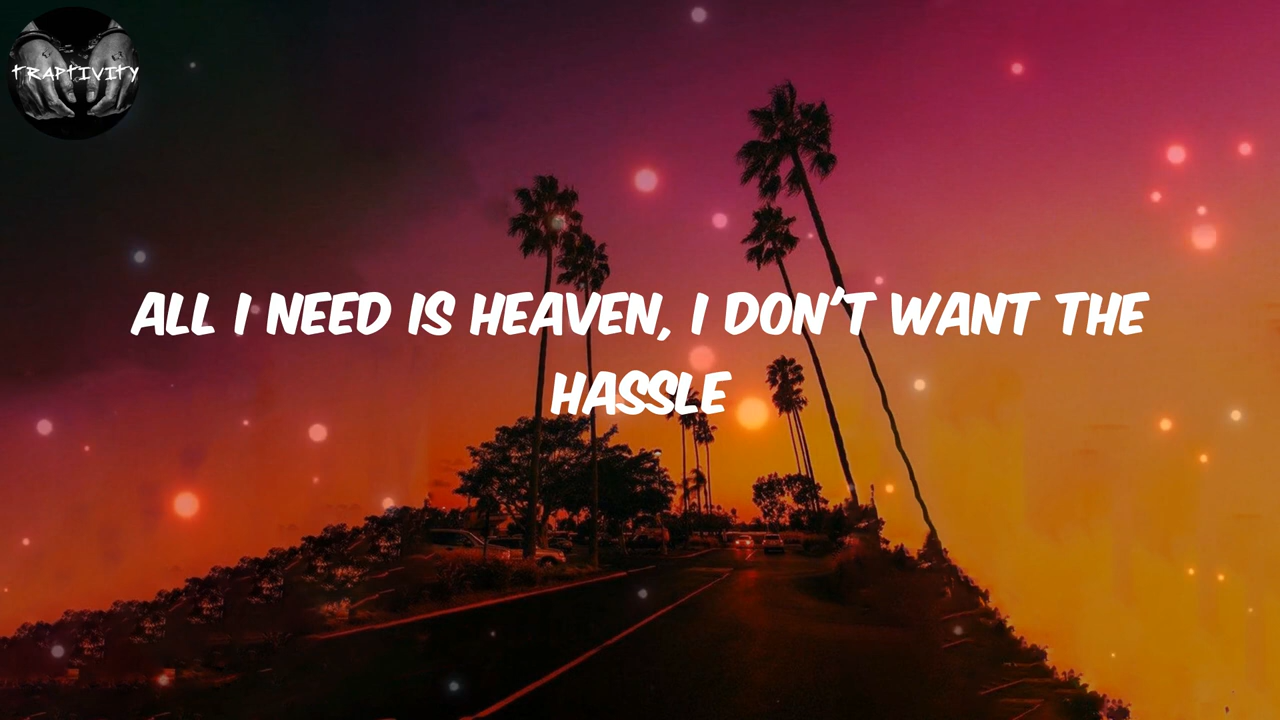 TRAPTIVITY
ALL I NEED IS HEAVEN, I DON'T WANT THE
HASSLE